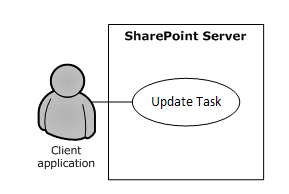 SharePoint Server
Update Task
Client
application